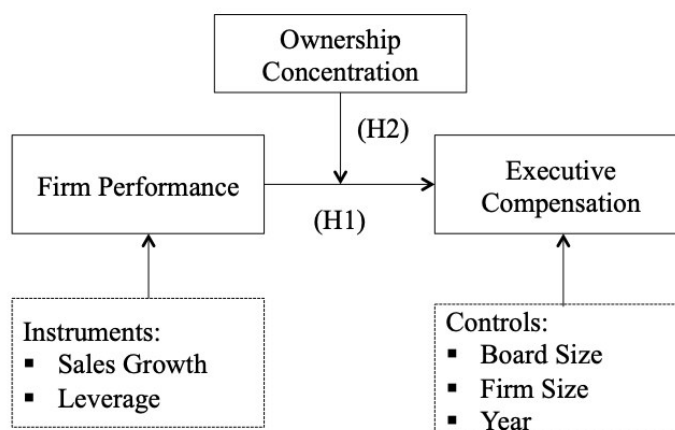 Ownership
Concentration
(H2)
Firm Performance
Executive
Compensation
(H1)
Instruments:
▪ Sales Growth
▪ Leverage
Controls:
▪ Board Size
▪ Firm Size
▪ Year